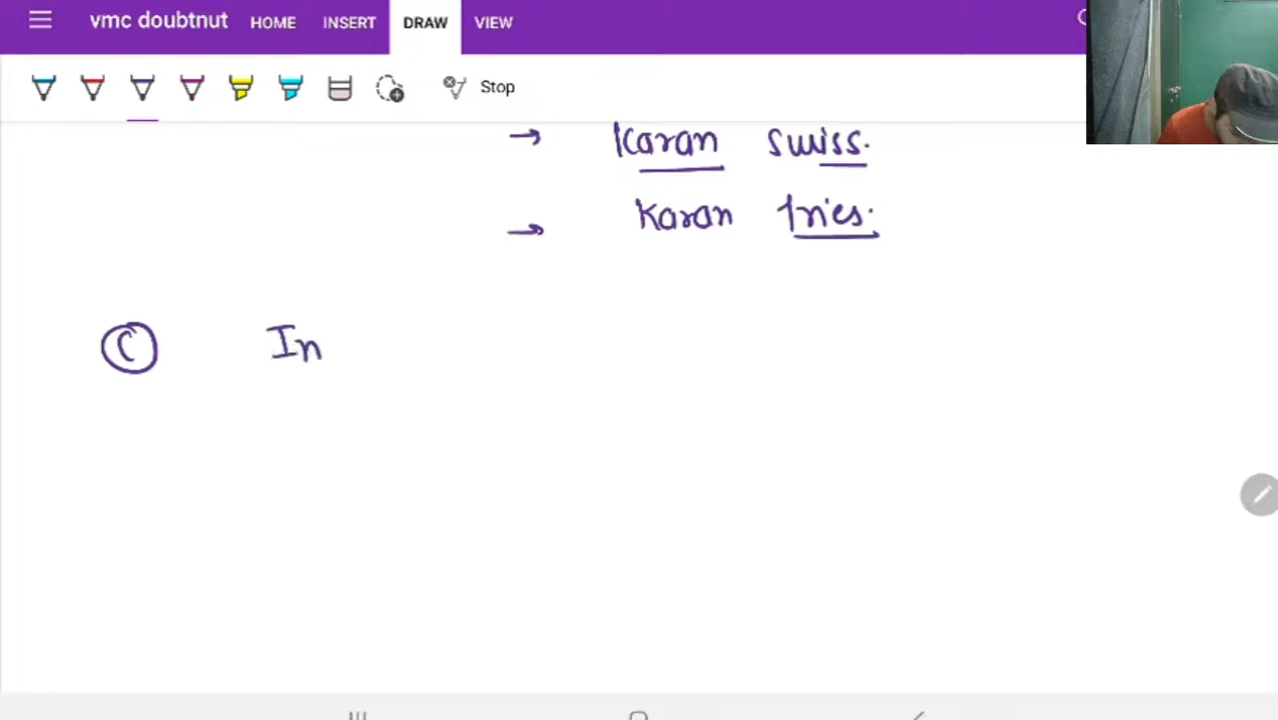 vmc doubtnut HOME INSERT DRAW VIEW
Stop
→ Karan swiss.
→ Karan tries.
C In